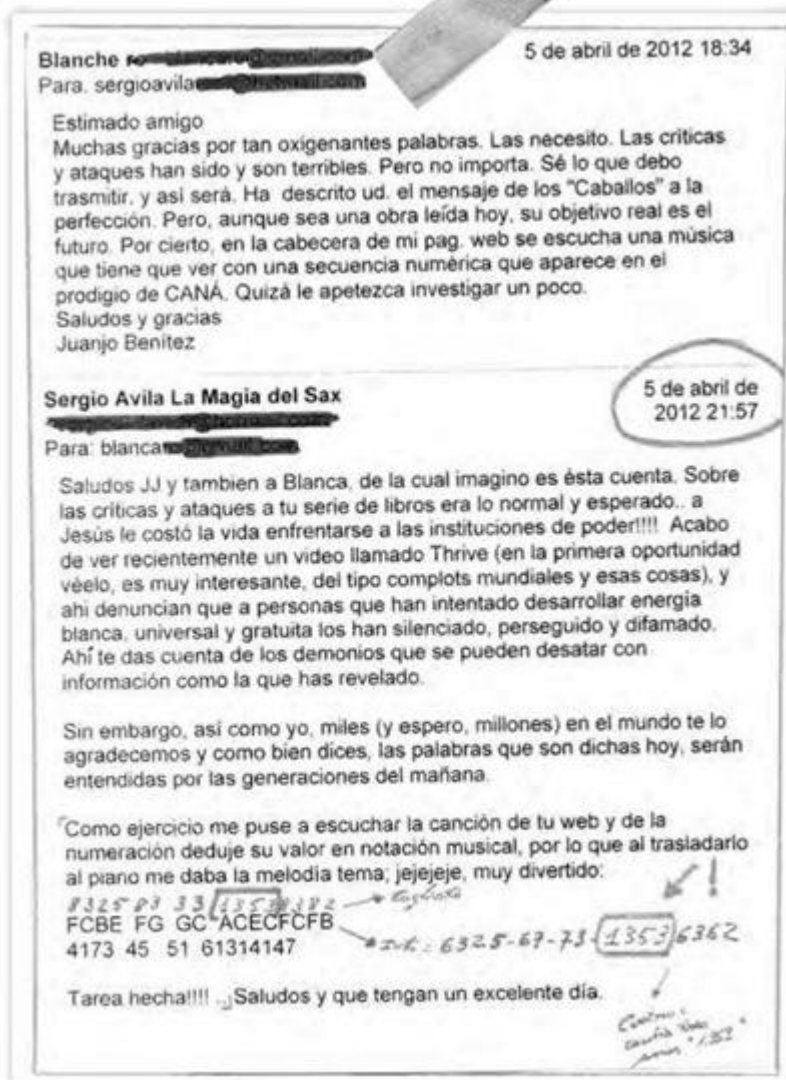 Blanche
5 de abril de 2012 18:34
Para. sergioavila
Estimado amigo
Muchas gracias por tan oxigenantes palabras. Las necesito. Las criticas
y ataques han sido y son terribles. Pero no importa. Sé lo que debo
trasmitir, y asi será. Ha descrito ud. el mensaje de los "Caballos" a la
perfección. Pero, aunque sea una obra leída hoy, su objetivo real es el
futuro. Por cierto, en la cabecera de mi pag. web se escucha una música
que tiene que ver con una secuencia numérica que aparece en el
prodigio de CANÁ. Quizá le apetezca investigar un poco.
Saludos y gracias
Juanjo Benítez
Sergio Avila La Magia del Sax
5 de abril de
2012 21:57
Para: blanca
Saludos JJ y tambien a Blanca, de la cual imagino es ésta cuenta. Sobre
las críticas y ataques a tu serie de libros era lo normal y esperado.. a
Jesús le costó la vida enfrentarse a las instituciones de poder!!!! Acabo
de ver recientemente un video llamado Thrive (en la primera oportunidad
véelo, es muy interesante, del tipo complots mundiales y esas cosas), y
ahi denuncian que a personas que han intentado desarrollar energia
blanca, universal y gratuita los han silenciado, perseguido y difamado.
Ahí te das cuenta de los demonios que se pueden desatar con
información como la que has revelado.
Sin embargo, así como yo, miles (y espero, millones) en el mundo te lo
agradecemos y como bien dices, las palabras que son dichas hoy, serán
entendidas por las generaciones del mañana.
Como ejercicio me puse a escuchar la canción de tu web y de la
numeración deduje su valor en notación musical, por lo que al trasladarlo
al piano me daba la melodía tema; jejejeje, muy divertido:
8325 83 33 1353 8382
FCBE FG GC ACECFCFB
6325-67-73-1353 6362
4173 45 51 61314147
Tarea hecha!!!! Saludos y que tengan un excelente día.